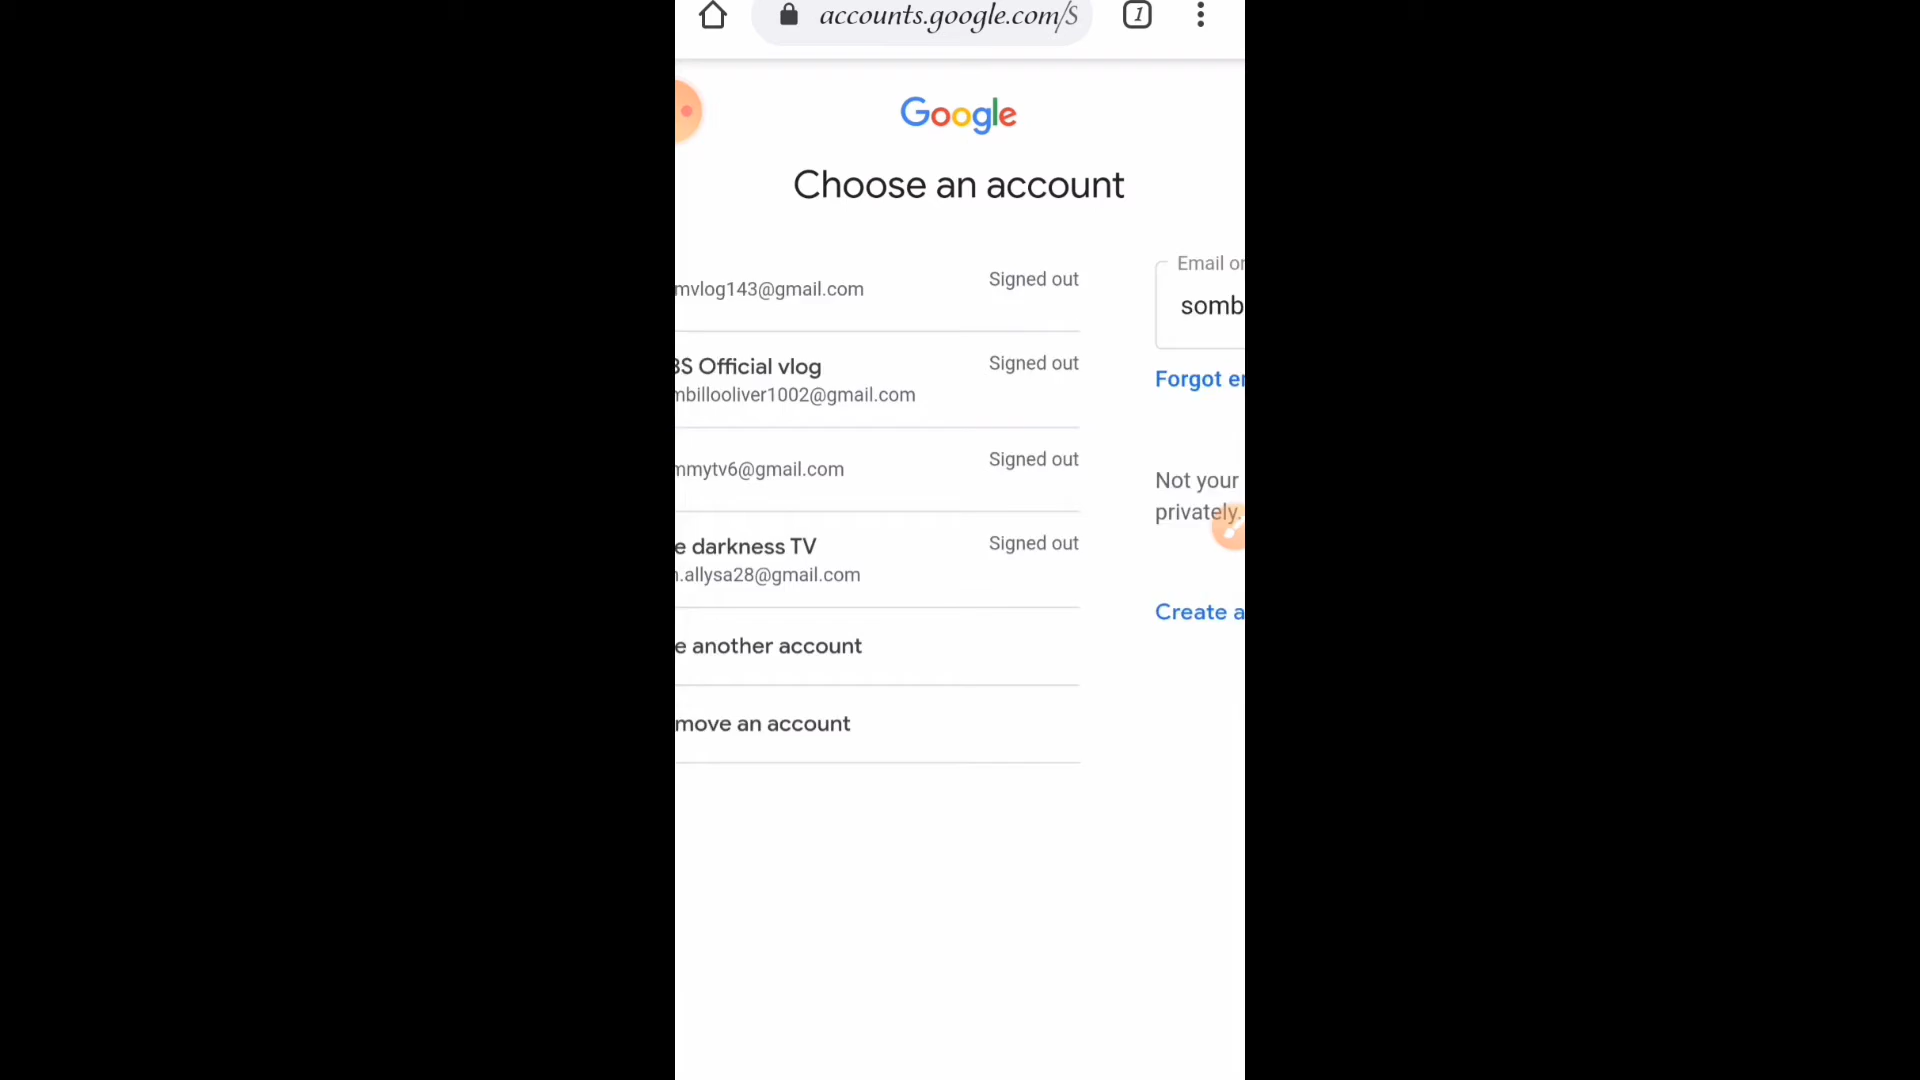 accounts.google.com/S
1
Google
Choose an account
mvlog143@gmail.com
Signed out
BS Official vlog
Signed out
mbillooliver1002@gmail.com
mmytv6@gmail.com
Signed out
e darkness TV
Signed out
.allysa28@gmail.com
e another account
move an account
Email or
somb
Forgot e
Not your
privately.
Create a